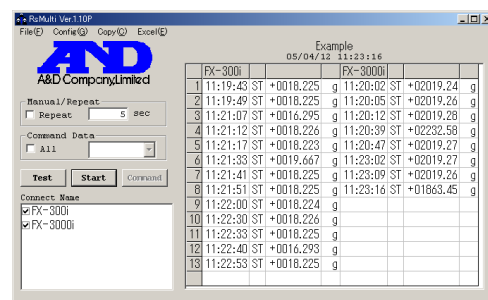 RsMulti Ver.1.10P
File(F) Config(G) Copy(C) Excel(E)
AND
A&D Company,Limited
Manual/Repeat
Repeat 5 sec
Command Data
All
Test Start Command
Connect Name
FX-300i
FX-3000i
Example
05/04/12 11:23:16
FX-300i FX-3000i
1 11:19:43 ST +0018.225 g 11:20:02 ST +02019.24 g
2 11:19:49 ST +0018.225 g 11:20:05 ST +02019.26 g
3 11:21:07 ST +0016.295 g 11:20:12 ST +02019.28 g
4 11:21:12 ST +0018.226 g 11:20:39 ST +02232.58 g
5 11:21:17 ST +0018.223 g 11:20:47 ST +02019.27 g
6 11:21:33 ST +0019.667 g 11:23:02 ST +02019.27 g
7 11:21:41 ST +0018.225 g 11:23:09 ST +02019.26 g
8 11:21:51 ST +0018.225 g 11:23:16 ST +01863.45 g
9 11:22:00 ST +0018.224 g
10 11:22:30 ST +0018.226 g
11 11:22:33 ST +0018.225 g
12 11:22:40 ST +0016.293 g
13 11:22:53 ST +0018.225 g